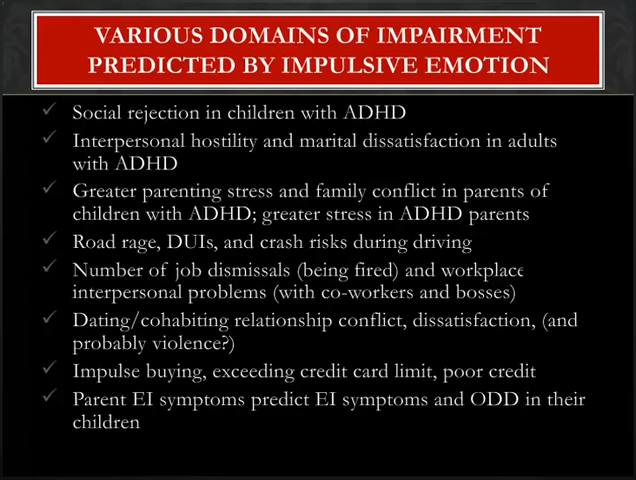 VARIOUS DOMAINS OF IMPAIRMENT
PREDICTED BY IMPULSIVE EMOTION
✓ Social rejection in children with ADHD
✓ Interpersonal hostility and marital dissatisfaction in adults
with ADHD
✓ Greater parenting stress and family conflict in parents of
children with ADHD; greater stress in ADHD parents
✓ Road rage, DUIs, and crash risks during driving
✓ Number of job dismissals (being fired) and workplace
interpersonal problems (with co-workers and bosses)
✓ Dating/cohabiting relationship conflict, dissatisfaction, (and
probably violence?)
✓ Impulse buying, exceeding credit card limit, poor credit
✓ Parent EI symptoms predict EI symptoms and ODD in their
children